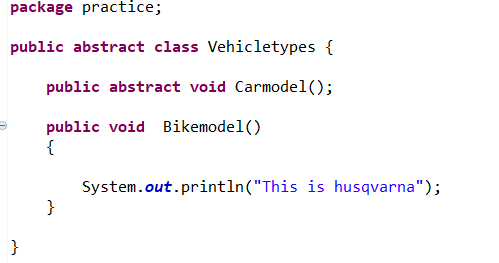 package practice;
public abstract class Vehicletypes {
public abstract void Carmodel();
public void  Bikemodel()
{
System.out.println("This is husqvarna");
}
}